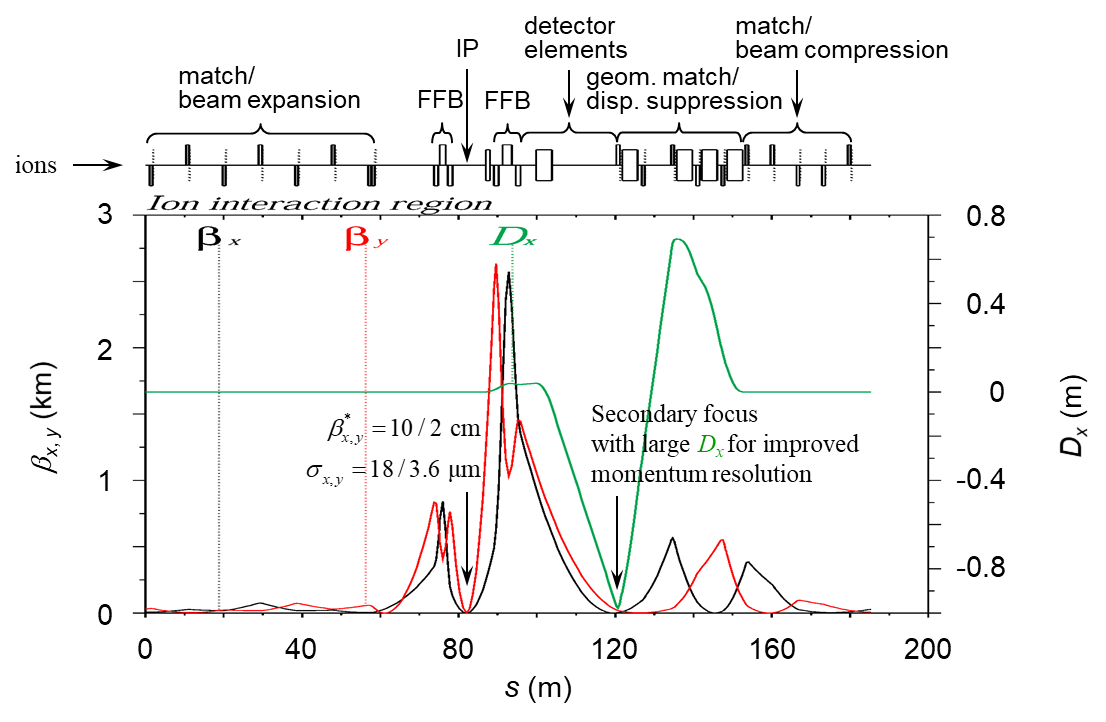 detector
elements
match/
beam compression
IP
match/
beam expansion
FFB
FFB
geom. match/
disp. suppression
ions
Ion interaction region
3
0.8
βx
βy
Dx
0.4
2
0
βx,y (km)
Dx (m)
β*x,y = 10 / 2 cm
σx,y = 18 / 3.6 μm
Secondary focus
with large Dx for improved
momentum resolution
1
-0.4
-0.8
0
0 40 80 120 160 200
s (m)